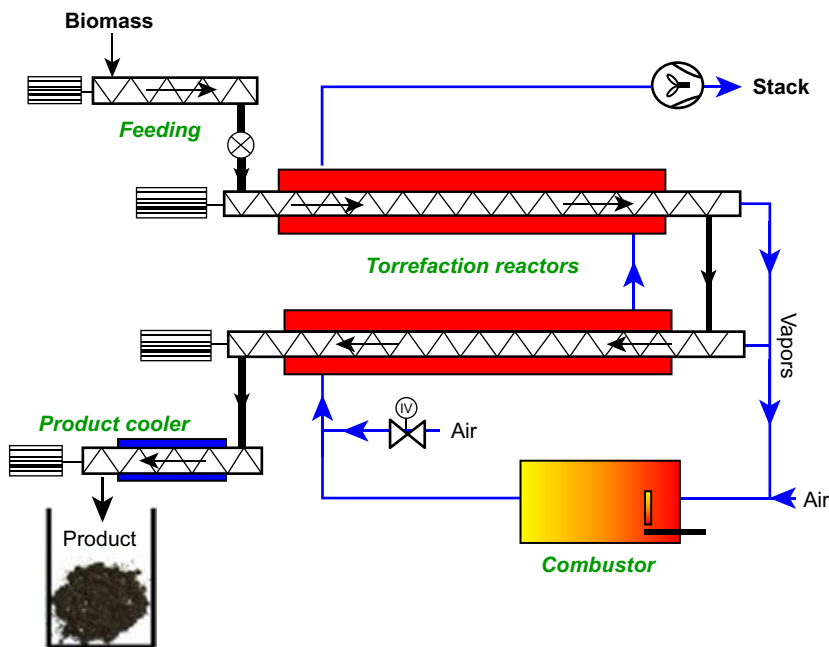 Biomass
Stack
Feeding
Torrefaction reactors
Vapors
Product cooler
IV
Air
Air
Product
Combustor